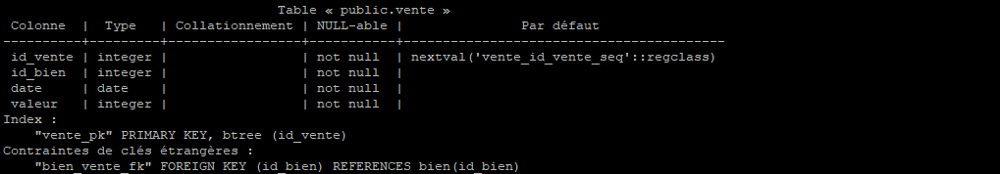 Table « public.vente »
Colonne | Type | Collationnement | NULL-able | Par défaut
----------+---------+-----------------+-----------+-----------------------------------------
id_vente | integer | | not null | nextval('vente_id_vente_seq'::regclass)
id_bien | integer | | not null |
date | date | | not null |
valeur | integer | | not null |
Index :
"vente_pk" PRIMARY KEY, btree (id_vente)
Contraintes de clés étrangères :
"bien_vente_fk" FOREIGN KEY (id_bien) REFERENCES bien(id_bien)